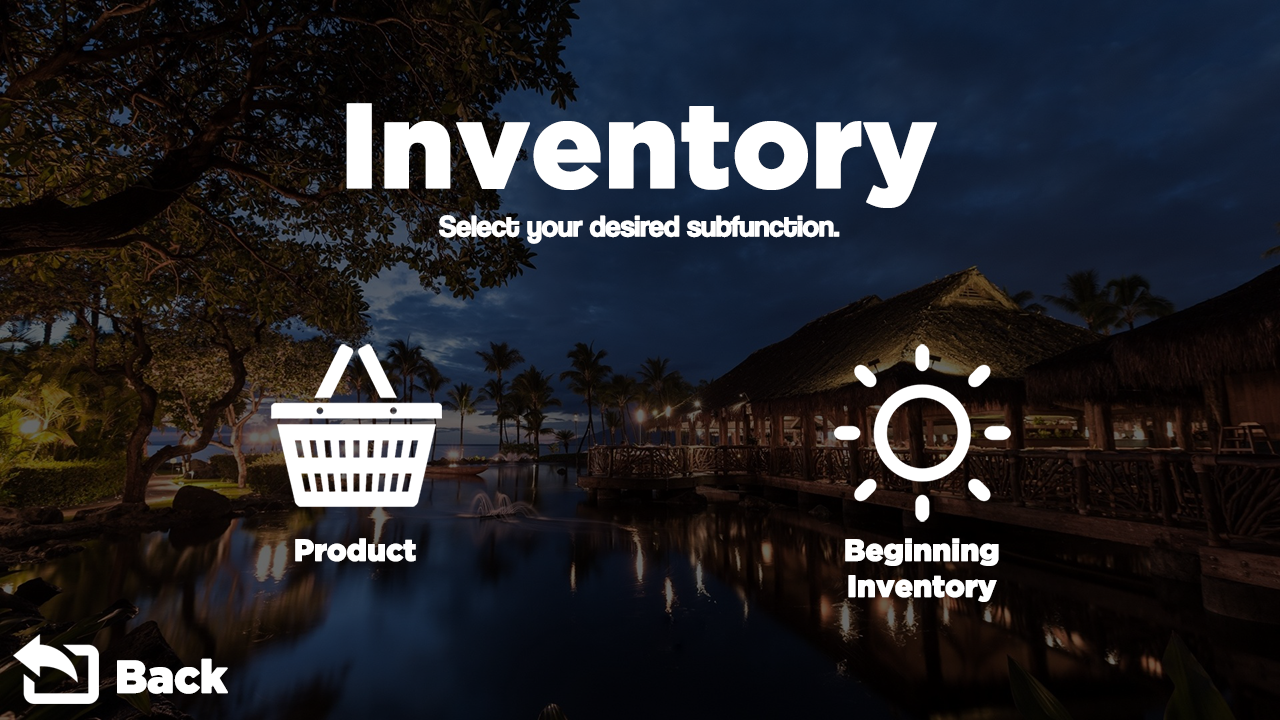 Inventory
Select your desired subfunction.
Product
Beginning
Inventory
Back